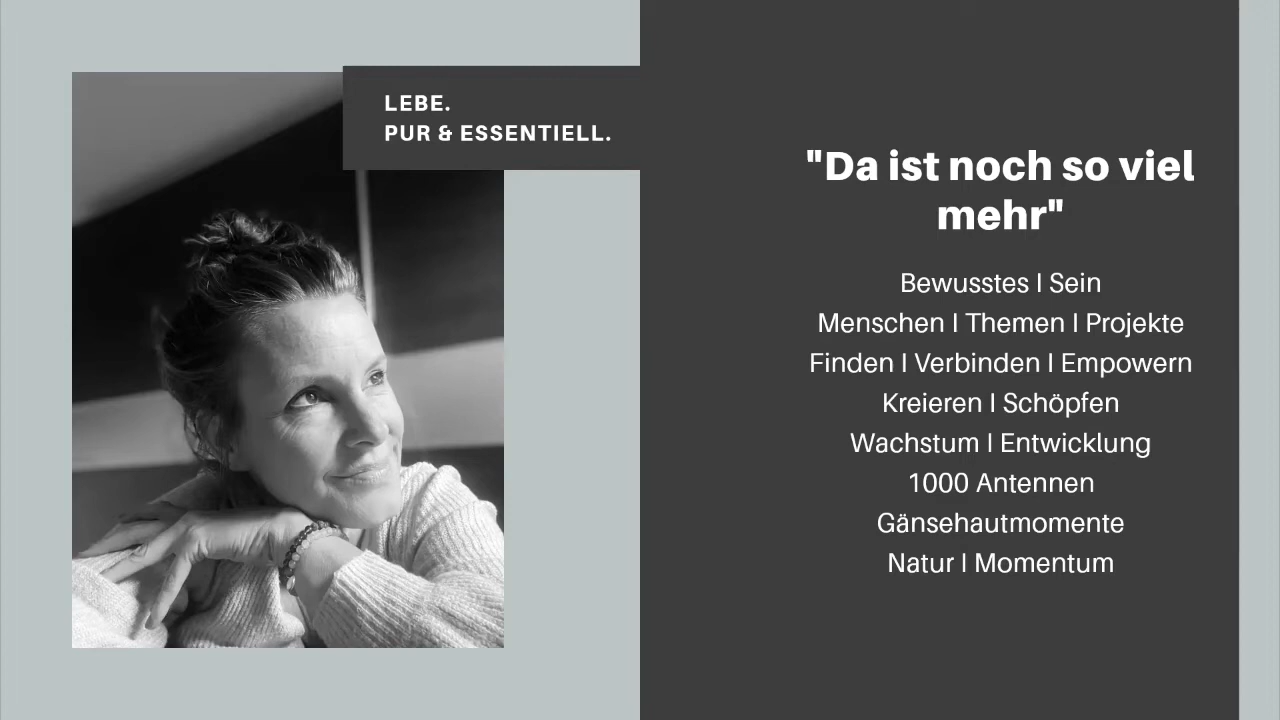 LEBE.
PUR & ESSENTIELL.
"Da ist noch so viel
mehr"
Bewusstes I Sein
Menschen I Themen I Projekte
Finden I Verbinden I Empowern
Kreieren I Schöpfen
Wachstum I Entwicklung
1000 Antennen
Gänsehautmomente
Natur I Momentum